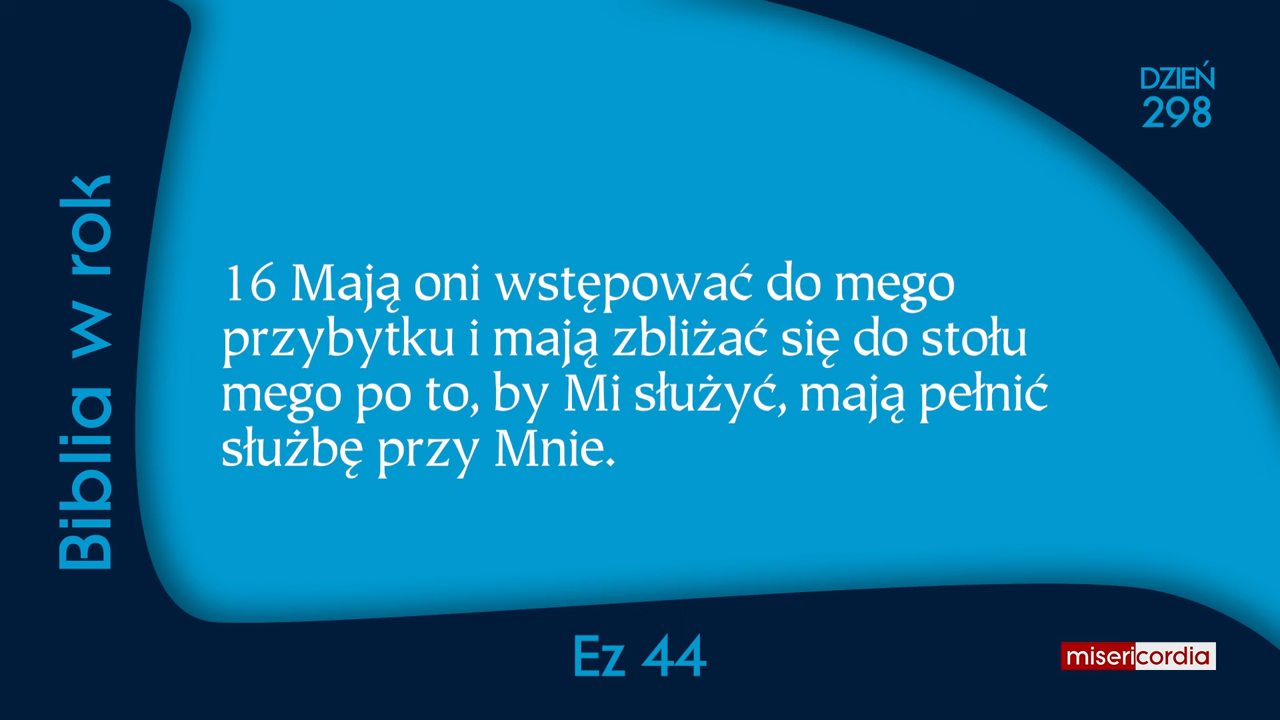 DZIEŃ
298
Biblia w rok
16 Mają oni wstępować do mego
przybytku i mają zbliżać się do stołu
mego po to, by Mi służyć, mają pełnić
służbę przy Mnie.
Ez 44
misericordia